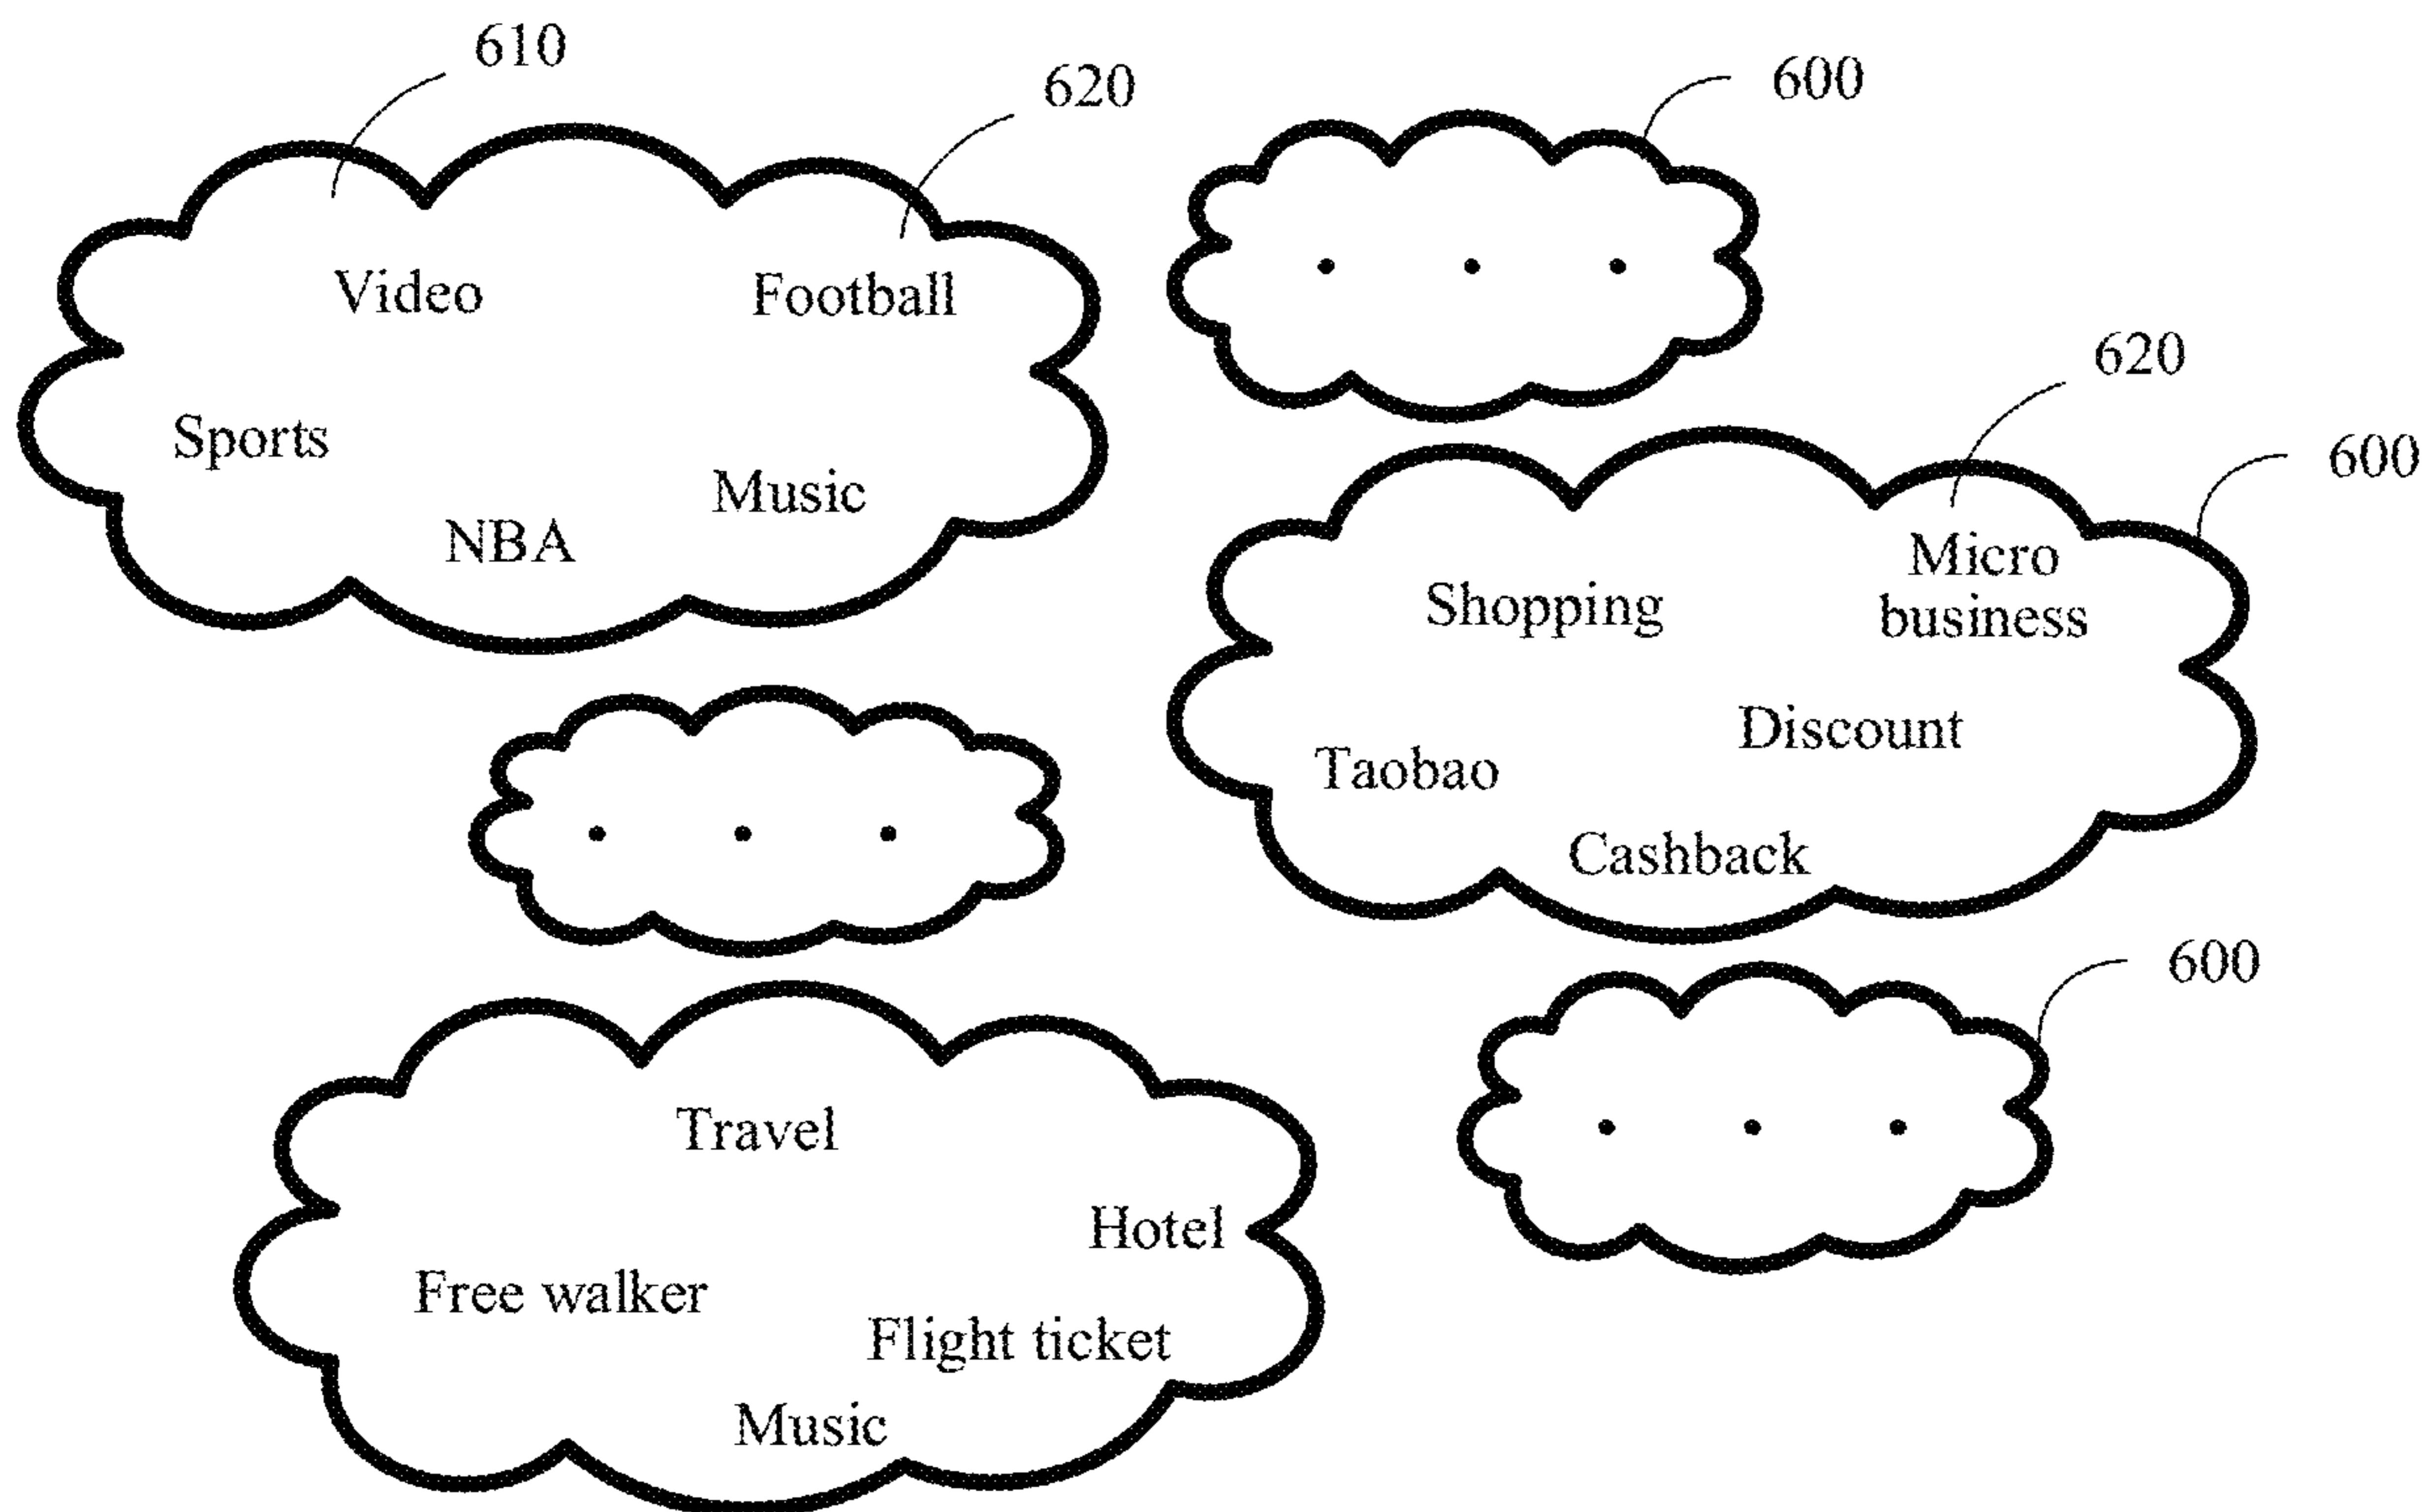 610
620
600
Video
Football
620
Sports
600
Music
NBA
Micro
business
Shopping
Discount
Taobao
Cashback
600
Travel
Hotel
Free walker
Flight ticket
Music